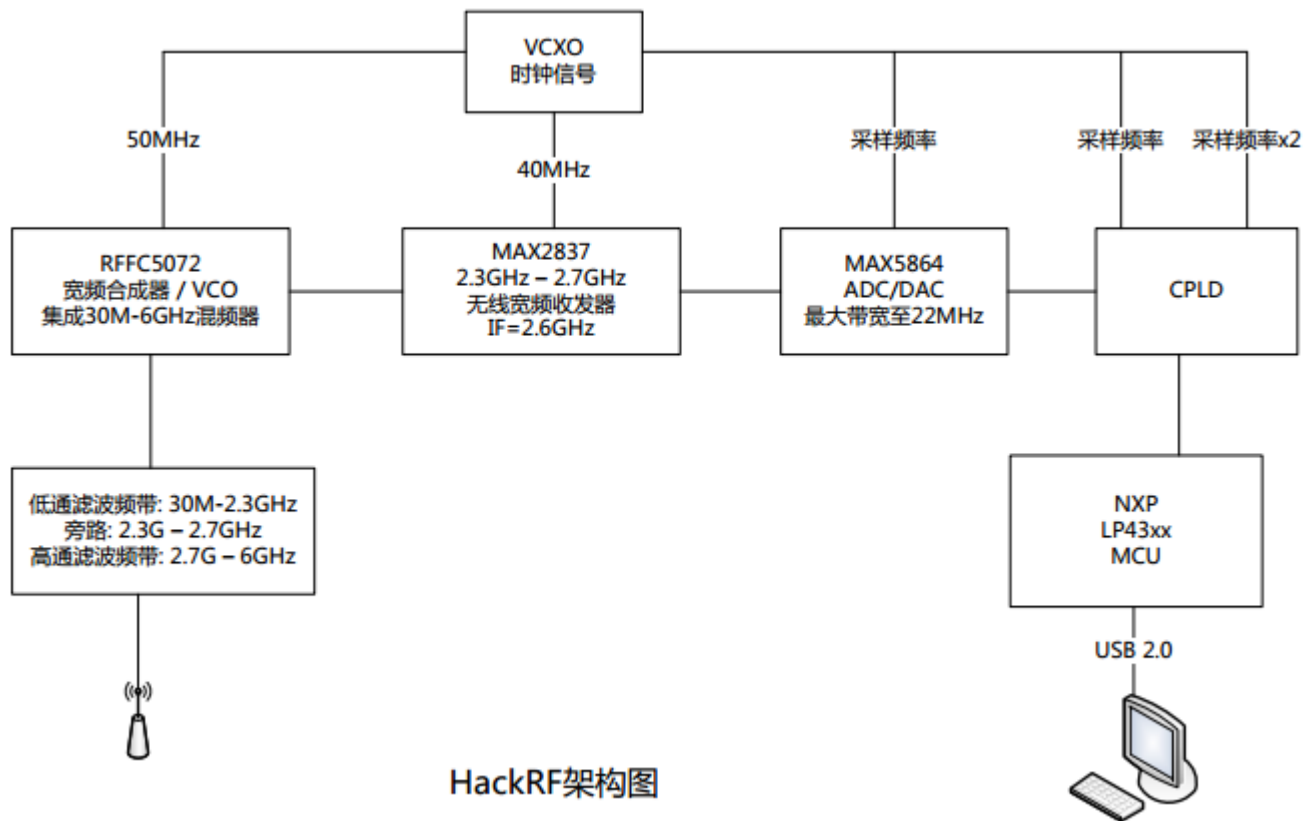 VCXO
时钟信号
50MHz
40MHz
采样频率
采样频率
采样频率x2
RFFC5072
宽频合成器 / VCO
集成30M-6GHz混频器
MAX2837
2.3GHz – 2.7GHz
无线宽频收发器
IF=2.6GHz
MAX5864
ADC/DAC
最大带宽至22MHz
CPLD
低通滤波频带: 30M-2.3GHz
旁路: 2.3G – 2.7GHz
高通滤波频带: 2.7G – 6GHz
NXP
LP43xx
MCU
USB 2.0
HackRF架构图